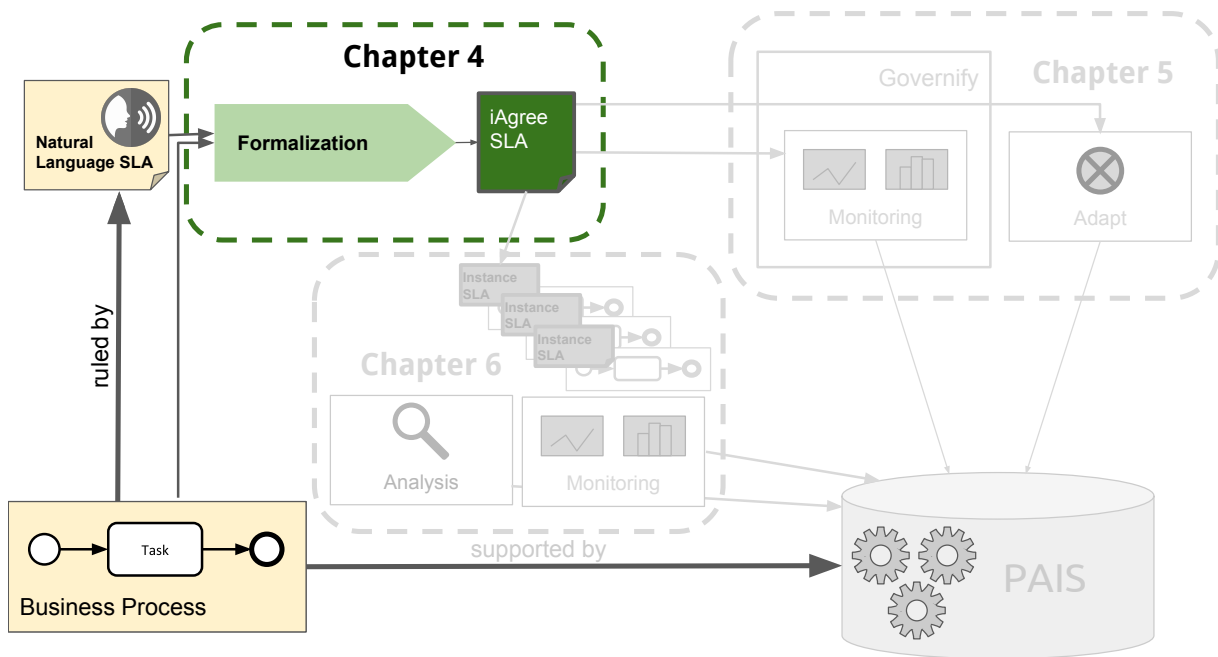 Chapter 4
Natural
Language SLA
Formalization
iAgree
SLA
Governify
Chapter 5
Monitoring
Adapt
ruled by
Instance
SLA
Instance
SLA
Instance
SLA
Chapter 6
Analysis
Monitoring
supported by
Task
Business Process
PAIS